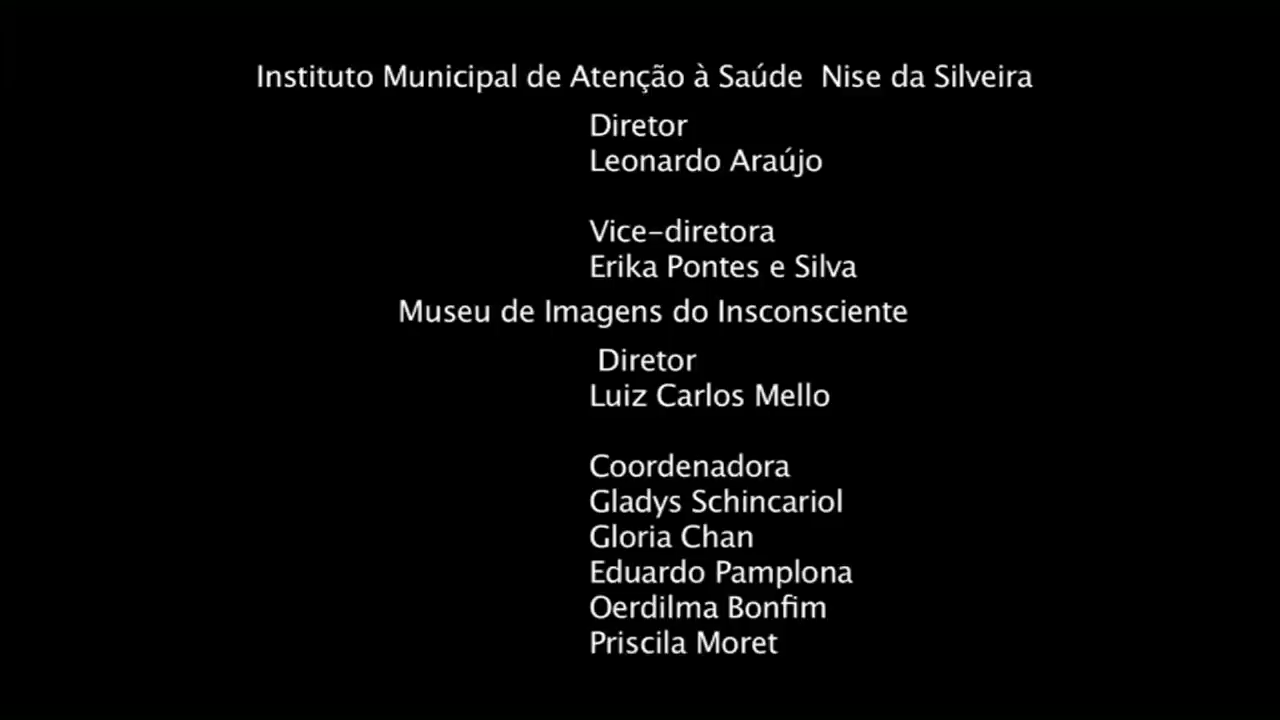 Instituto Municipal de Atenção à Saúde  Nise da Silveira
Diretor
Leonardo Araújo
Vice-diretora
Erika Pontes e Silva
Museu de Imagens do Insconsciente
Diretor
Luiz Carlos Mello
Coordenadora
Gladys Schincariol
Gloria Chan
Eduardo Pamplona
Oerdilma Bonfim
Priscila Moret